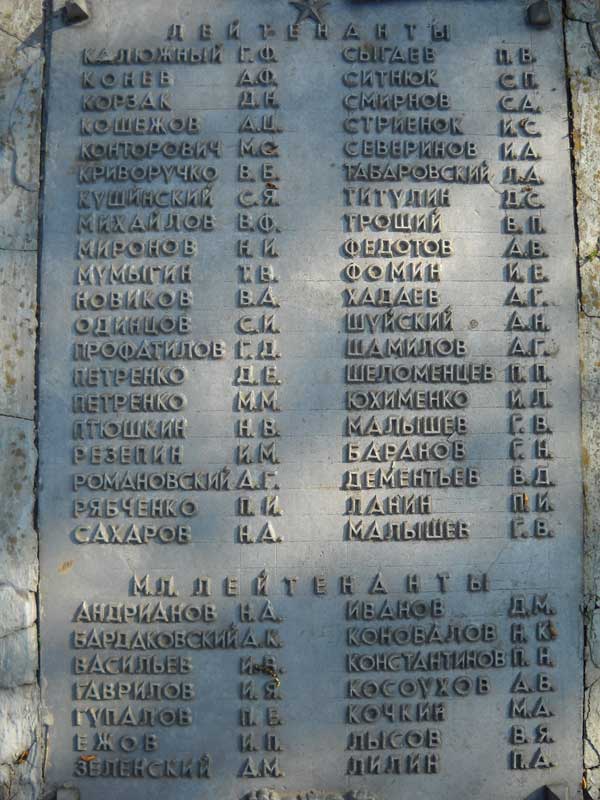 ЛЕЙТЕНАНТЫ
КАЛЮЖНЫЙ Г.Ф.
КОНЕВ А.Ф.
КОРЗАК Д.Н.
КОШЕЖОВ А.Ц.
КОНТОРОВИЧ М.С.
КРИВОРУЧКО В.Б.
КУШИНСКИЙ С.Я.
МИХАЙЛОВ В.Ф.
МИРОНОВ Н.И.
МУМЫГИН Т.В.
НОВИКОВ В.А.
ОДИНЦОВ С.И.
ПРОФАТИЛОВ Г.Д.
ПЕТРЕНКО Д.Е.
ПЕТРЕНКО М.М.
ПТЮШКИН Н.В.
РЕЗЕПИН И.М.
РОМАНОВСКИЙ А.Г.
РЯБЧЕНКО П.И.
САХАРОВ Н.А.
СЫГАЕВ П.В.
СИТНЮК С.П.
СМИРНОВ С.А.
СТРИЕНОК И.С.
СЕВЕРИНОВ И.А.
ТАБАРОВСКИЙ Л.А.
ТИТУЛИН Д.С.
ТРОЩИЙ В.П.
ФЕДОТОВ А.В.
ФОМИН И.Е.
ХАДАЕВ А.Г.
ШУЙСКИЙ А.Н.
ШАМИЛОВ А.Г.
ШЕЛОМЕНЦЕВ П.П.
ЮХИМЕНКО И.Л.
МАЛЫШЕВ Г.В.
БАРАНОВ Г.Н.
ДЕМЕНТЬЕВ В.Д.
ЛАНИН П.И.
МАЛЫШЕВ Г.В.
МЛ. ЛЕЙТЕНАНТЫ
АНДРИАНОВ Н.А.
БАРДАКОВСКИЙ А.К.
ВАСИЛЬЕВ И.В.
ГАВРИЛОВ И.Я.
ГУПАЛОВ П.Е.
ЕЖОВ И.П.
ЗЕЛЕНСКИЙ А.М.
ИВАНОВ Д.М.
КОНОВАЛОВ Н.К.
КОНСТАНТИНОВ П.Н.
КОСОУХОВ А.В.
КОЧКИН М.А.
ЛЫСОВ В.Я.
ЛИЛИН П.А.